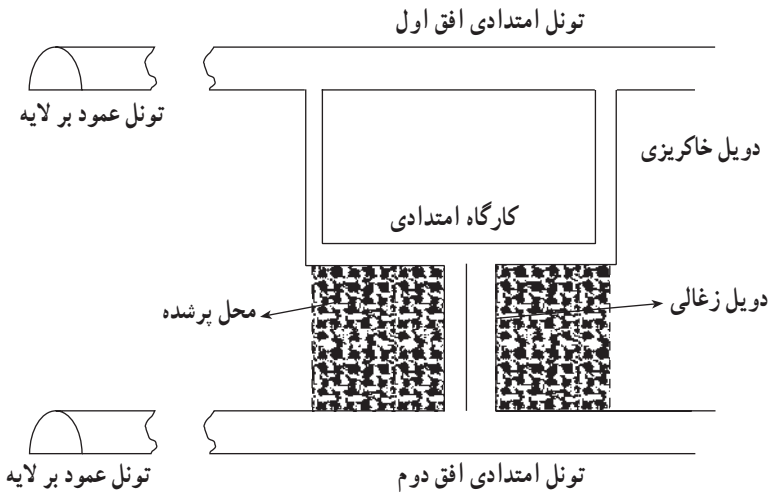 تونل امتدادی افق اول
تونل عمود بر لایه
دویل خاکریزی
کارگاه امتدادی
دویل زغالی
محل پرشده
تونل امتدادی افق دوم
تونل عمود بر لایه